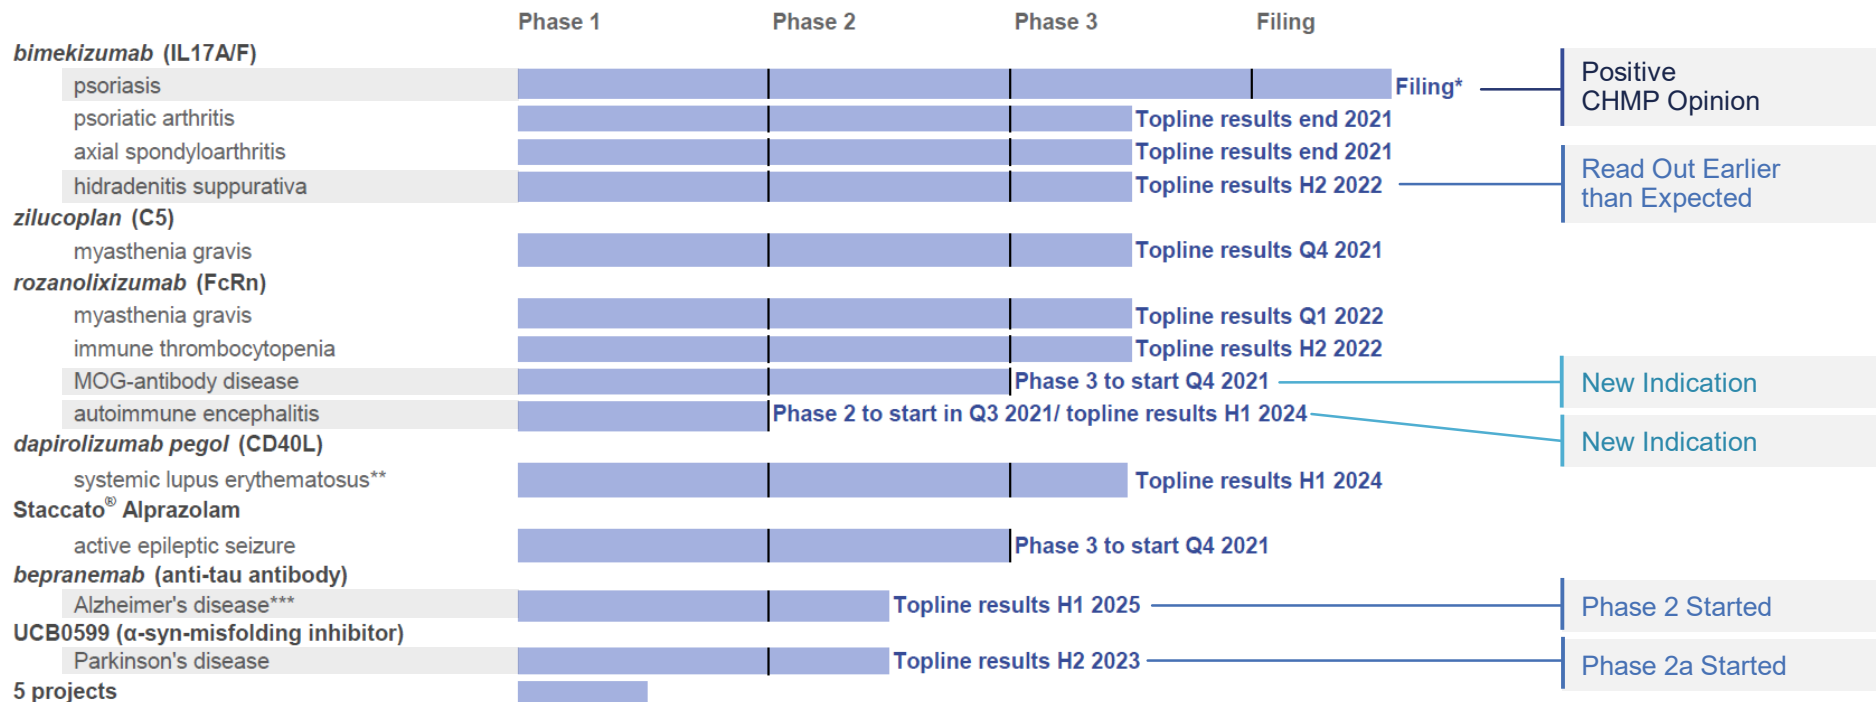 Phase 1 Phase 2 Phase 3 Filing
bimekizumab (IL17A/F)
psoriasis Filing* Positive
CHMP Opinion
psoriatic arthritis Topline results end 2021
axial spondyloarthritis Topline results end 2021
hidradenitis suppurativa Topline results H2 2022 Read Out Earlier
than Expected
zilucoplan (C5)
myasthenia gravis Topline results Q4 2021
rozanolixizumab (FcRn)
myasthenia gravis Topline results Q1 2022
immune thrombocytopenia Topline results H2 2022
MOG-antibody disease Phase 3 to start Q4 2021 New Indication
autoimmune encephalitis Phase 2 to start in Q3 2021/ topline results H1 2024 New Indication
dapirolizumab pegol (CD40L)
systemic lupus erythematosus** Topline results H1 2024
Staccato® Alprazolam
active epileptic seizure Phase 3 to start Q4 2021
bepranemab (anti-tau antibody)
Alzheimer's disease*** Topline results H1 2025 Phase 2 Started
UCB0599 (α-syn-misfolding inhibitor)
Parkinson's disease Topline results H2 2023 Phase 2a Started
5 projects